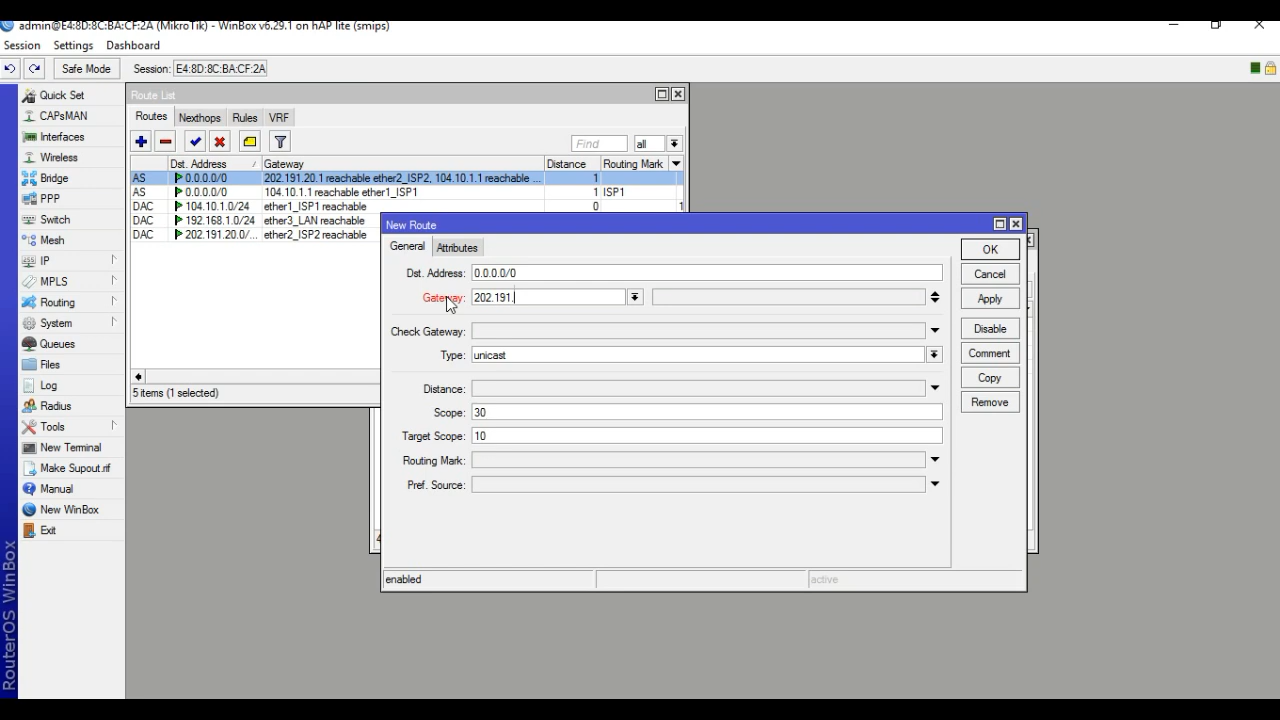 admin@E4:8D:8C:BA:CF:2A (MikroTik) - WinBox v6.29.1 on hAP lite (smips)
Session Settings Dashboard
Safe Mode Session: E4:8D:8C:BA:CF:2A
Quick Set
CAPsMAN
Interfaces
Wireless
Bridge
PPP
Switch
Mesh
IP
MPLS
Routing
System
Queues
Files
Log
Radius
Tools
New Terminal
Make Supout.rif
Manual
New WinBox
Exit
RouterOS WinBox
Route List
Routes Nexthops Rules VRF
Find all
Dst. Address / Gateway Distance Routing Mark
AS 0.0.0.0/0 202.191.20.1 reachable ether2_ISP2, 104.10.1.1 reachable ... 1
AS 0.0.0.0/0 104.10.1.1 reachable ether1_ISP1 1 ISP1
DAC 104.10.1.0/24 ether1_ISP1 reachable 0 1
DAC 192.168.1.0/24 ether3_LAN reachable
DAC 202.191.20.0/... ether2_ISP2 reachable
5 items (1 selected)
New Route
General Attributes
Dst. Address: 0.0.0.0/0
Gateway: 202.191.
Check Gateway:
Type: unicast
Distance:
Scope: 30
Target Scope: 10
Routing Mark:
Pref. Source:
OK
Cancel
Apply
Disable
Comment
Copy
Remove
enabled active